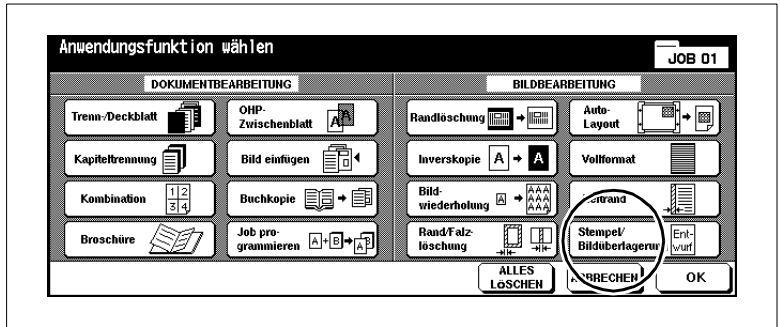 Anwendungsfunktion wählen
JOB 01
DOKUMENTBEARBEITUNG
BILDBEARBEITUNG
Trenn-/Deckblatt
OHP-
Zwischenblatt
A A
Randlöschung
Auto-
Layout
Kapiteltrennung
Bild einfügen
Inverskopie
A A
Vollformat
Kombination
1 2
3 4
Buchkopie
Bild-
wiederholung
A
AAA
AAA
AAA
Broschüre
Job pro-
grammieren
A + B
A B
Rand/Falz-
löschung
Stempel/
Bildüberlagerung
Ent-
wurf
ALLES
LöSCHEN
OK